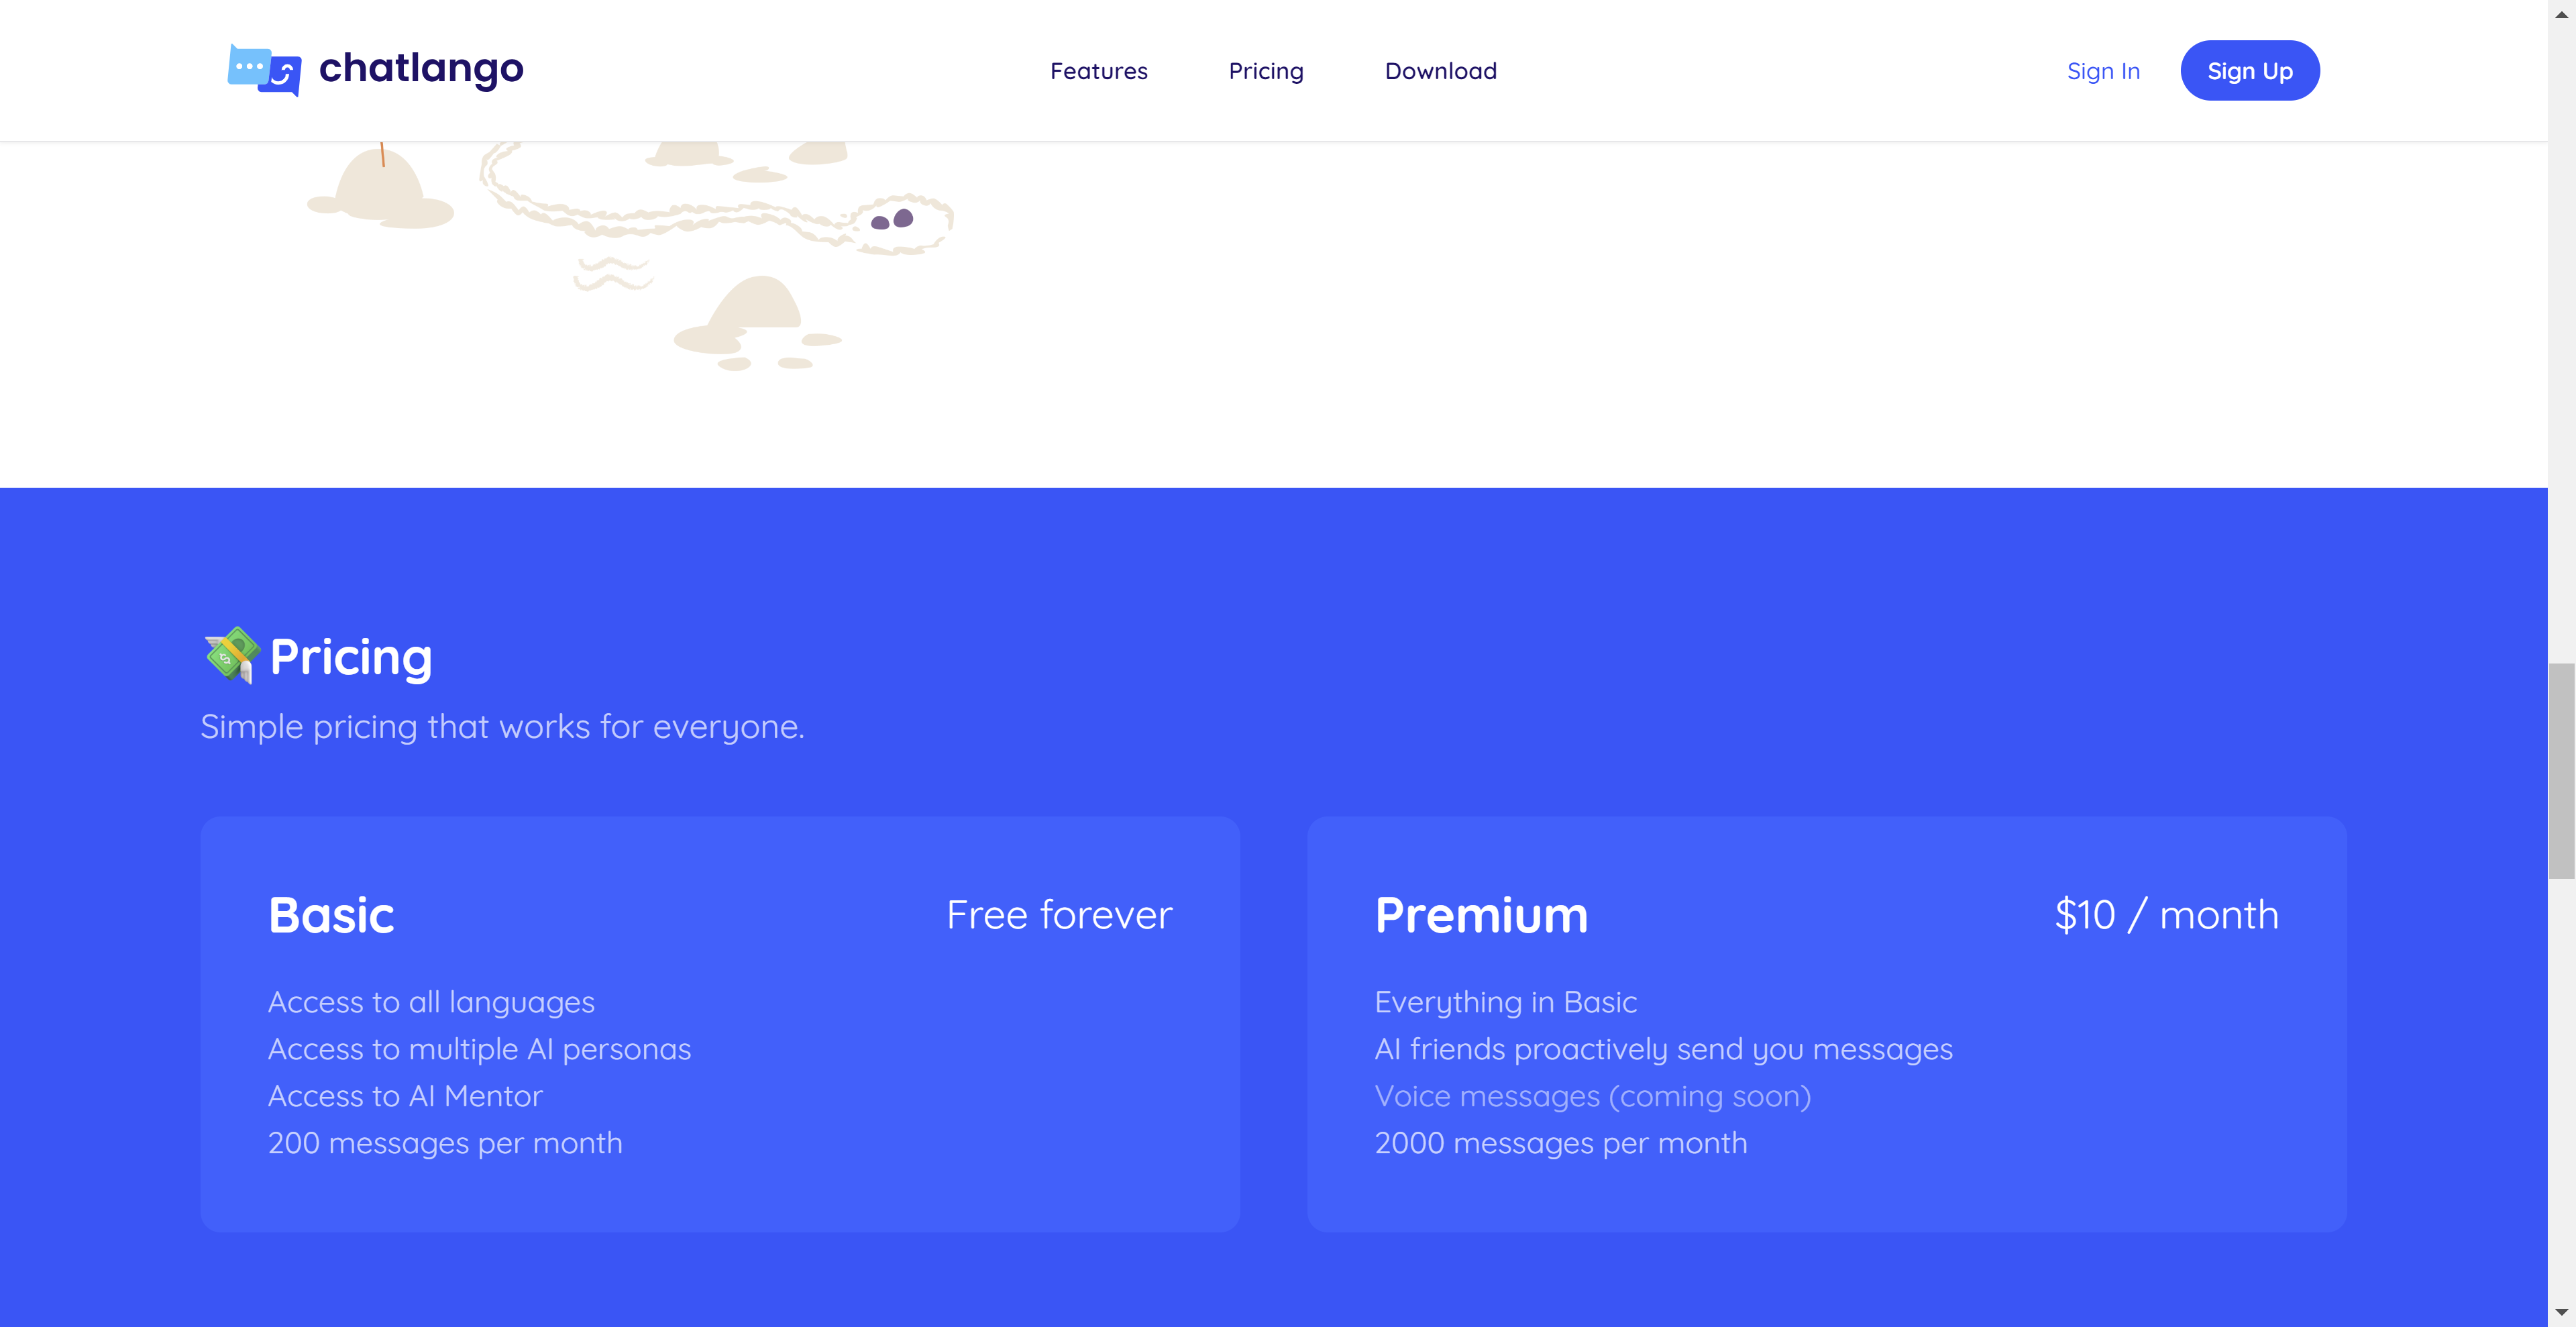 chatlango
Features
Pricing
Download
Sign In
Sign Up
💸 Pricing
Simple pricing that works for everyone.
Basic
Free forever
Access to all languages
Access to multiple AI personas
Access to AI Mentor
200 messages per month
Premium
$10 / month
Everything in Basic
AI friends proactively send you messages
Voice messages (coming soon)
2000 messages per month